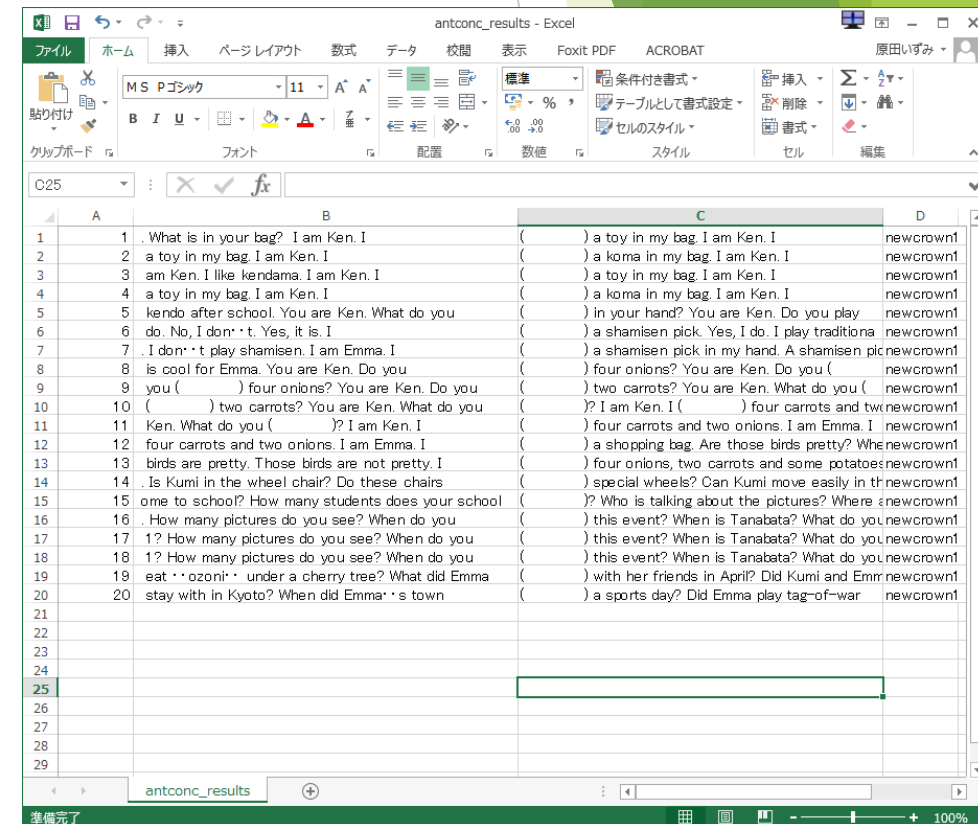 antconc_results - Excel
ファイル ホーム 挿入 ページ レイアウト 数式 データ 校閲 表示 Foxit PDF ACROBAT 原田いずみ
貼り付け
ＭＳ Ｐゴシック 11
B I U
標準
条件付き書式
テーブルとして書式設定
セルのスタイル
挿入
削除
書式
クリップボード フォント 配置 数値 スタイル セル 編集
C25 fx
A B C D
1 1 . What is in your bag? I am Ken. I ( ) a toy in my bag. I am Ken. I newcrown1
2 2 a toy in my bag. I am Ken. I ( ) a koma in my bag. I am Ken. I newcrown1
3 3 am Ken. I like kendama. I am Ken. I ( ) a toy in my bag. I am Ken. I newcrown1
4 4 a toy in my bag. I am Ken. I ( ) a koma in my bag. I am Ken. I newcrown1
5 5 kendo after school. You are Ken. What do you ( ) in your hand? You are Ken. Do you play newcrown1
6 6 do. No, I don・・t. Yes, it is. I ( ) a shamisen pick. Yes, I do. I play traditiona newcrown1
7 7 . I don・・t play shamisen. I am Emma. I ( ) a shamisen pick in my hand. A shamisen pic newcrown1
8 8 is cool for Emma. You are Ken. Do you ( ) four onions? You are Ken. Do you ( newcrown1
9 9 you ( ) four onions? You are Ken. Do you ( ) two carrots? You are Ken. What do you ( newcrown1
10 10 ( ) two carrots? You are Ken. What do you ( )? I am Ken. I ( ) four carrots and two newcrown1
11 11 Ken. What do you ( )? I am Ken. I ( ) four carrots and two onions. I am Emma. I newcrown1
12 12 four carrots and two onions. I am Emma. I ( ) a shopping bag. Are those birds pretty? Whe newcrown1
13 13 birds are pretty. Those birds are not pretty. I ( ) four onions, two carrots and some potatoes newcrown1
14 14 . Is Kumi in the wheel chair? Do these chairs ( ) special wheels? Can Kumi move easily in th newcrown1
15 15 ome to school? How many students does your school ( )? Who is talking about the pictures? Where a newcrown1
16 16 . How many pictures do you see? When do you ( ) this event? When is Tanabata? What do you newcrown1
17 17 1? How many pictures do you see? When do you ( ) this event? When is Tanabata? What do you newcrown1
18 18 1? How many pictures do you see? When do you ( ) this event? When is Tanabata? What do you newcrown1
19 19 eat ・・ozoni・・ under a cherry tree? What did Emma ( ) with her friends in April? Did Kumi and Emm newcrown1
20 20 stay with in Kyoto? When did Emma・・s town ( ) a sports day? Did Emma play tag-of-war newcrown1
21
22
23
24
25
26
27
28
29
antconc_results
準備完了 100%